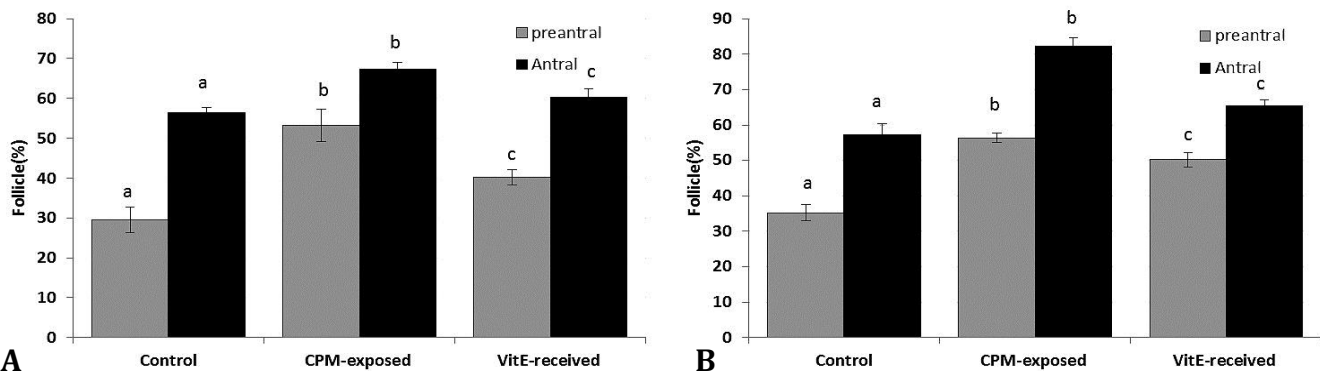 80
70
60
50
40
30
20
10
0
Follicle(%)
preantral
Antral
a
a
b
b
c
c
Control CPM-exposed VitE-received
A
90
80
70
60
50
40
30
20
10
0
Follicle(%)
preantral
Antral
a
a
b
b
c
c
Control CPM-exposed VitE-received
B